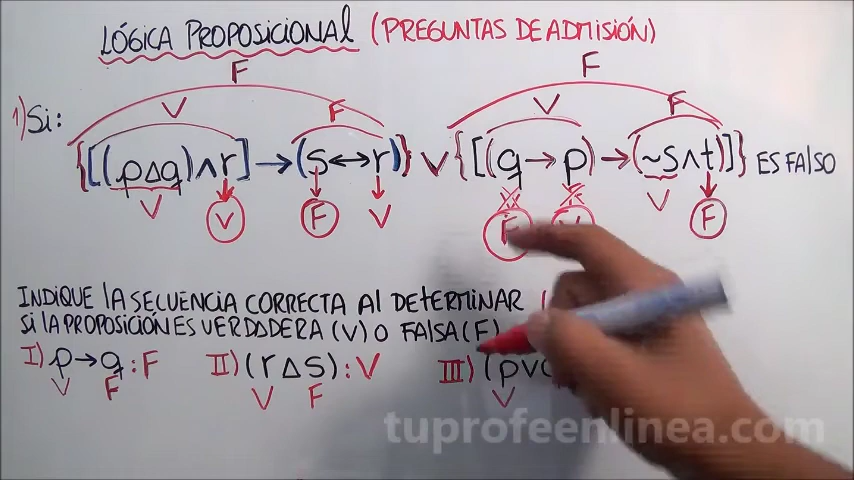 LÓGICA PROPOSICIONAL (PREGUNTAS DE ADMISIÓN)
F F
V F V F
1) Si: {[(p∆q)∧r]→(s↔r)} ∨ {[(q→p)→(~s∧t)]} ES FALSO
V V F V F V F
INDIQUE LA SECUENCIA CORRECTA AL DETERMINAR
SI LA PROPOSICIÓN ES VERDADERA (V) O FALSA (F)
I) p→q : F II) (r∆s) : V III) (p∨
V F V F V
tuprofeenlinea.com